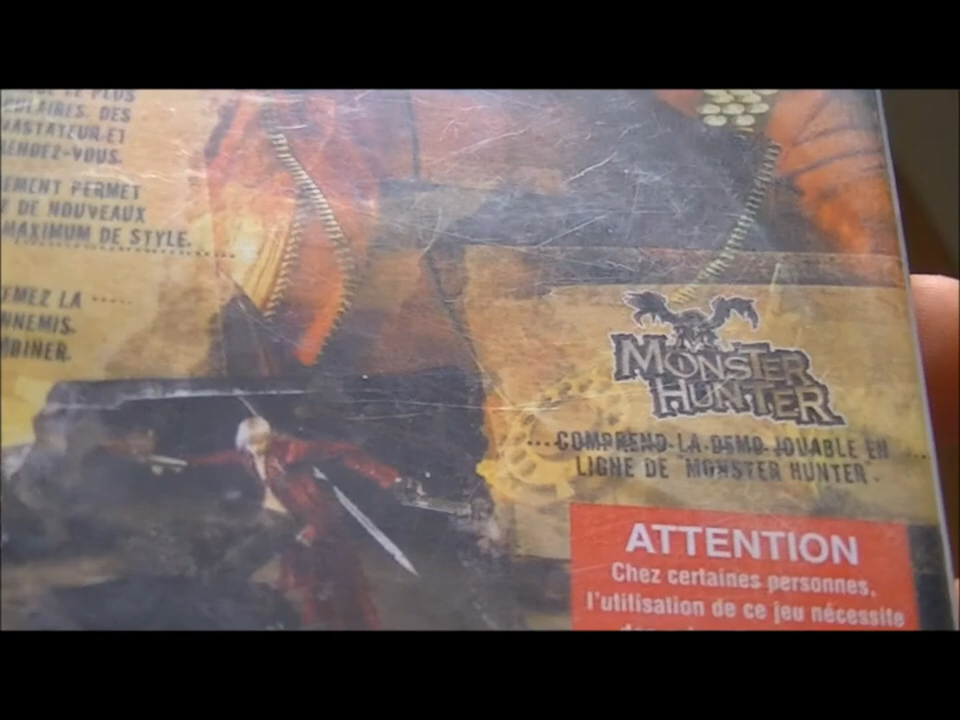 LE PLUS
DES
VASTATEUR ET
RENDEZ-VOUS.
EMENT PERMET
E DE NOUVEAUX
MAXIMUM DE STYLE.
EMEZ LA
NNEMIS.
MBINER.
MONSTER
HUNTER
...COMPREND LA DEMO JOUABLE EN
LIGNE DE "MONSTER HUNTER".
ATTENTION
Chez certaines personnes,
l'utilisation de ce jeu nécessite